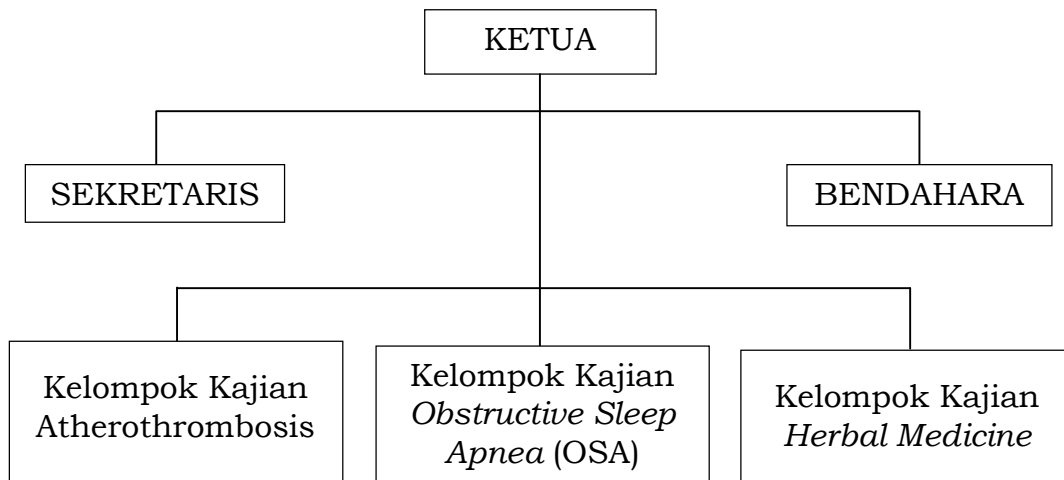 KETUA
SEKRETARIS
BENDAHARA
Kelompok Kajian
Atherothrombosis
Kelompok Kajian
Obstructive Sleep
Apnea (OSA)
Kelompok Kajian
Herbal Medicine